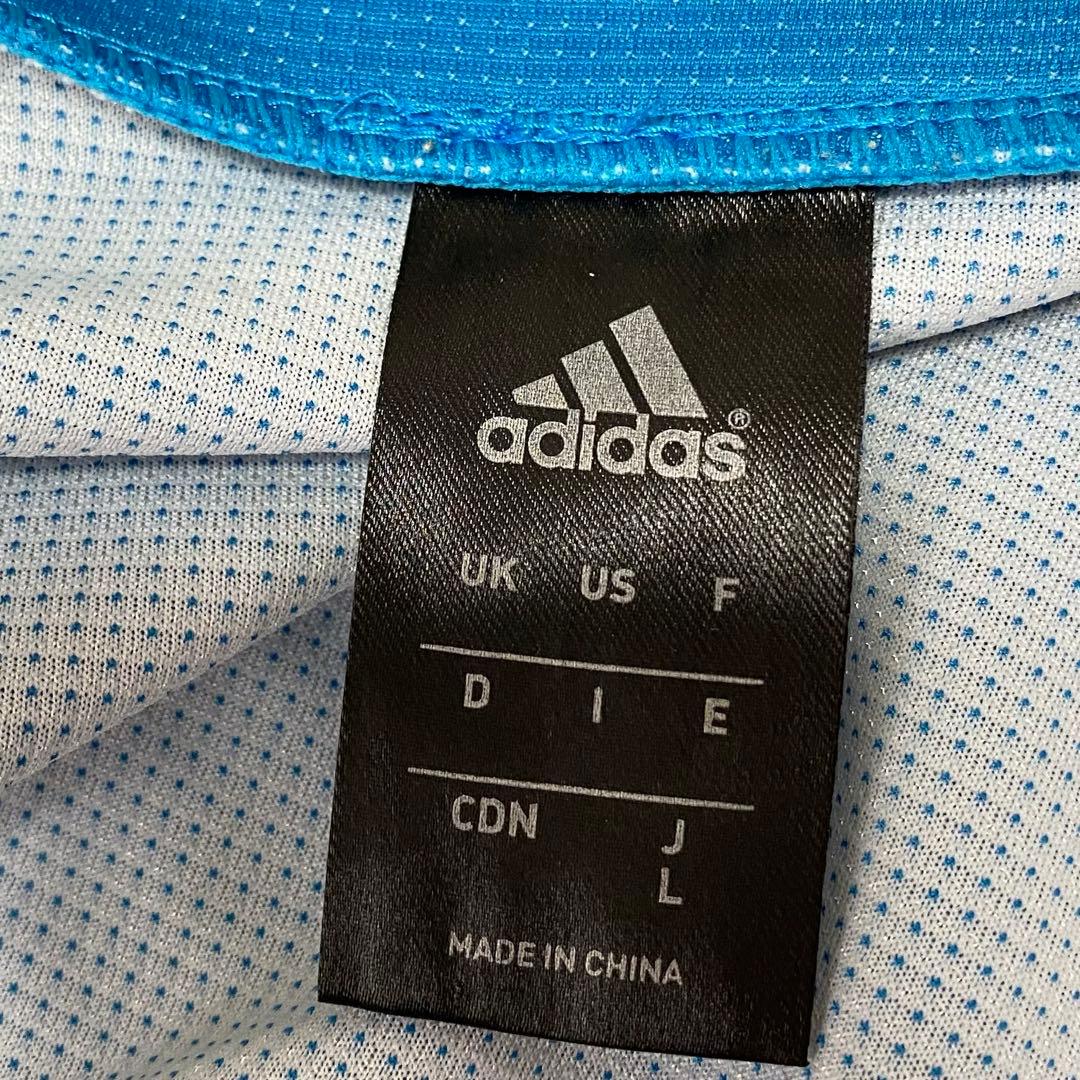 adidas®
UK US F
D I E
CDN J
L
MADE IN CHINA